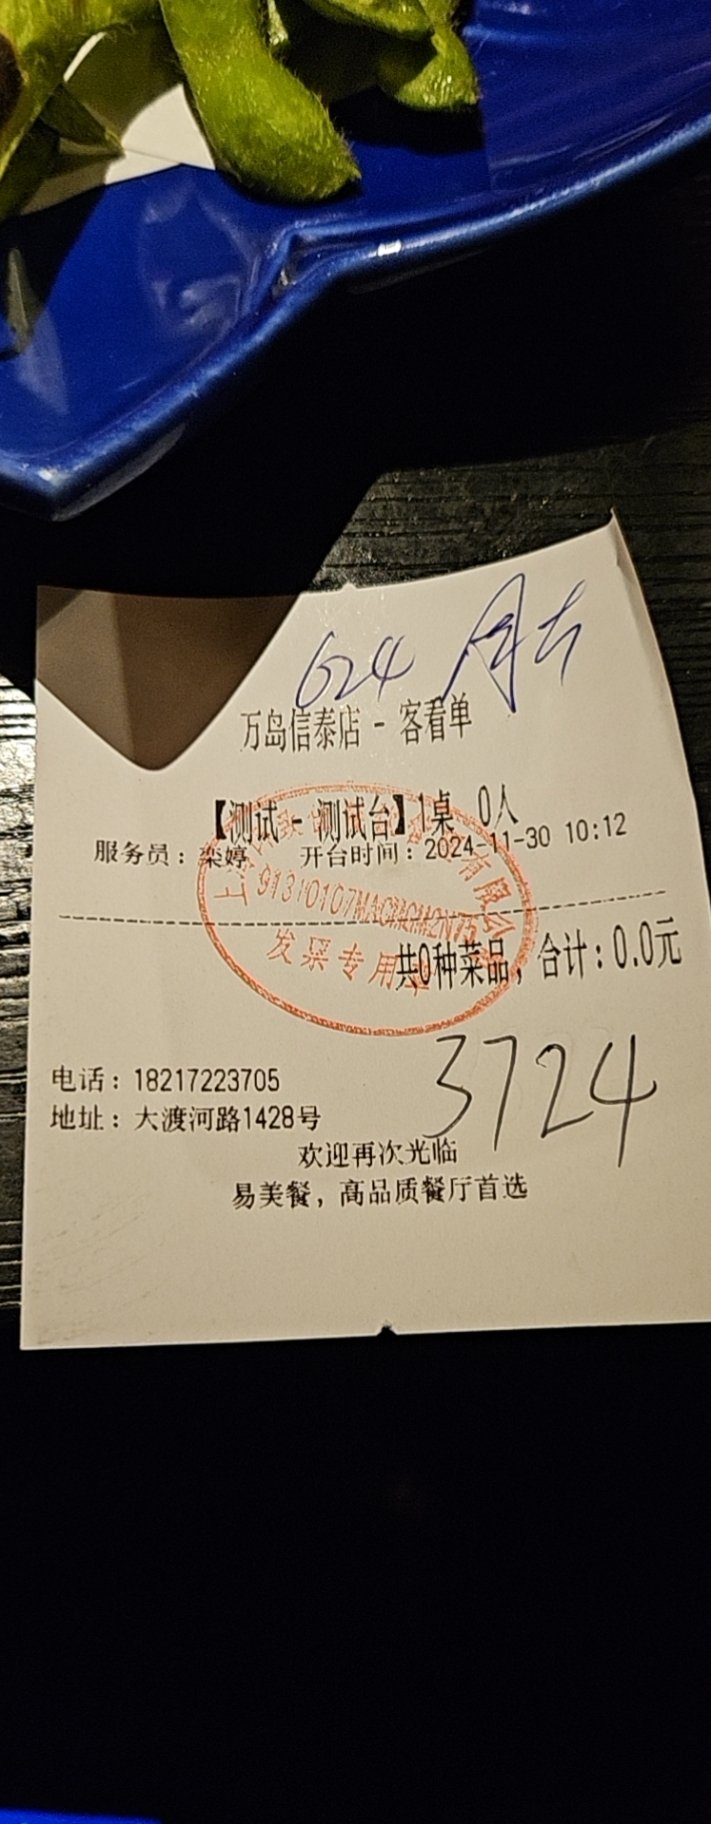 624
万岛信泰店 - 客看单
【测试 - 测试台】1桌 0人
服务员：栾婷 开台时间：2024-11-30 10:12
91310107MACMGM2N75
发票专用章
共0种菜品，合计：0.0元
3724
电话：18217223705
地址：大渡河路1428号
欢迎再次光临
易美餐，高品质餐厅首选